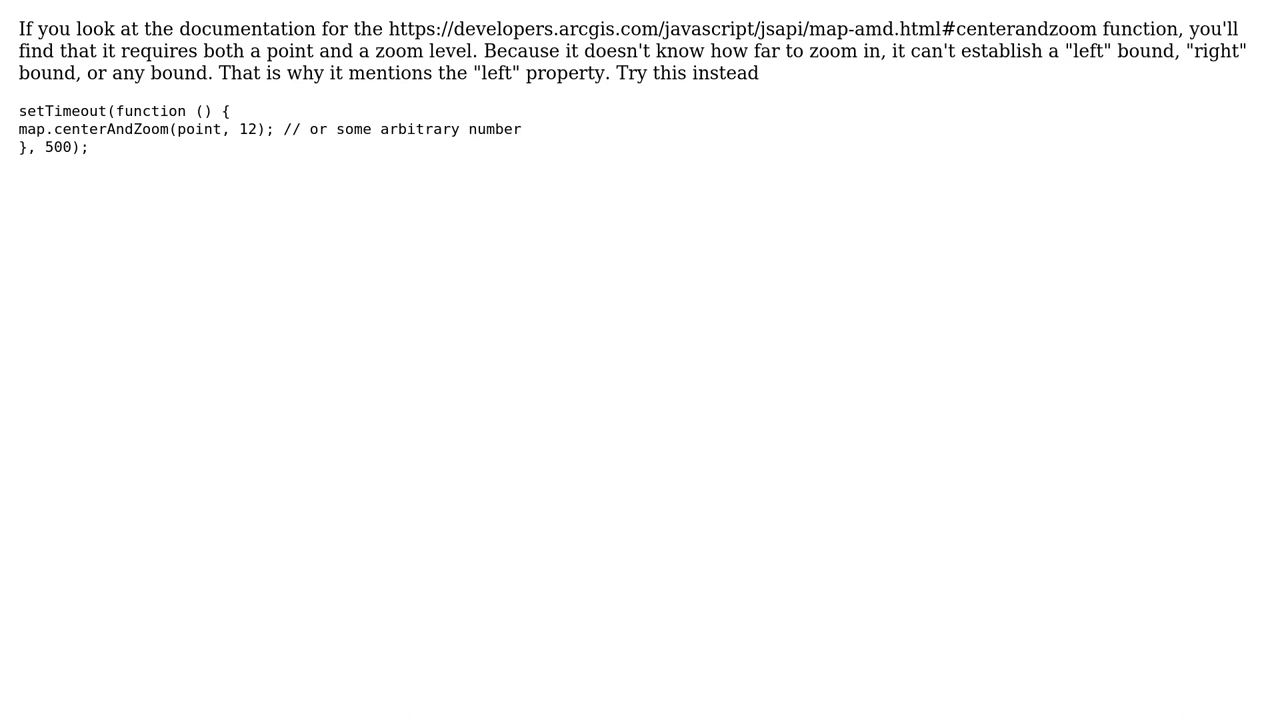 If you look at the documentation for the https://developers.arcgis.com/javascript/jsapi/map-amd.html#centerandzoom function, you'll
find that it requires both a point and a zoom level. Because it doesn't know how far to zoom in, it can't establish a "left" bound, "right"
bound, or any bound. That is why it mentions the "left" property. Try this instead
setTimeout(function () {
map.centerAndZoom(point, 12); // or some arbitrary number
}, 500);